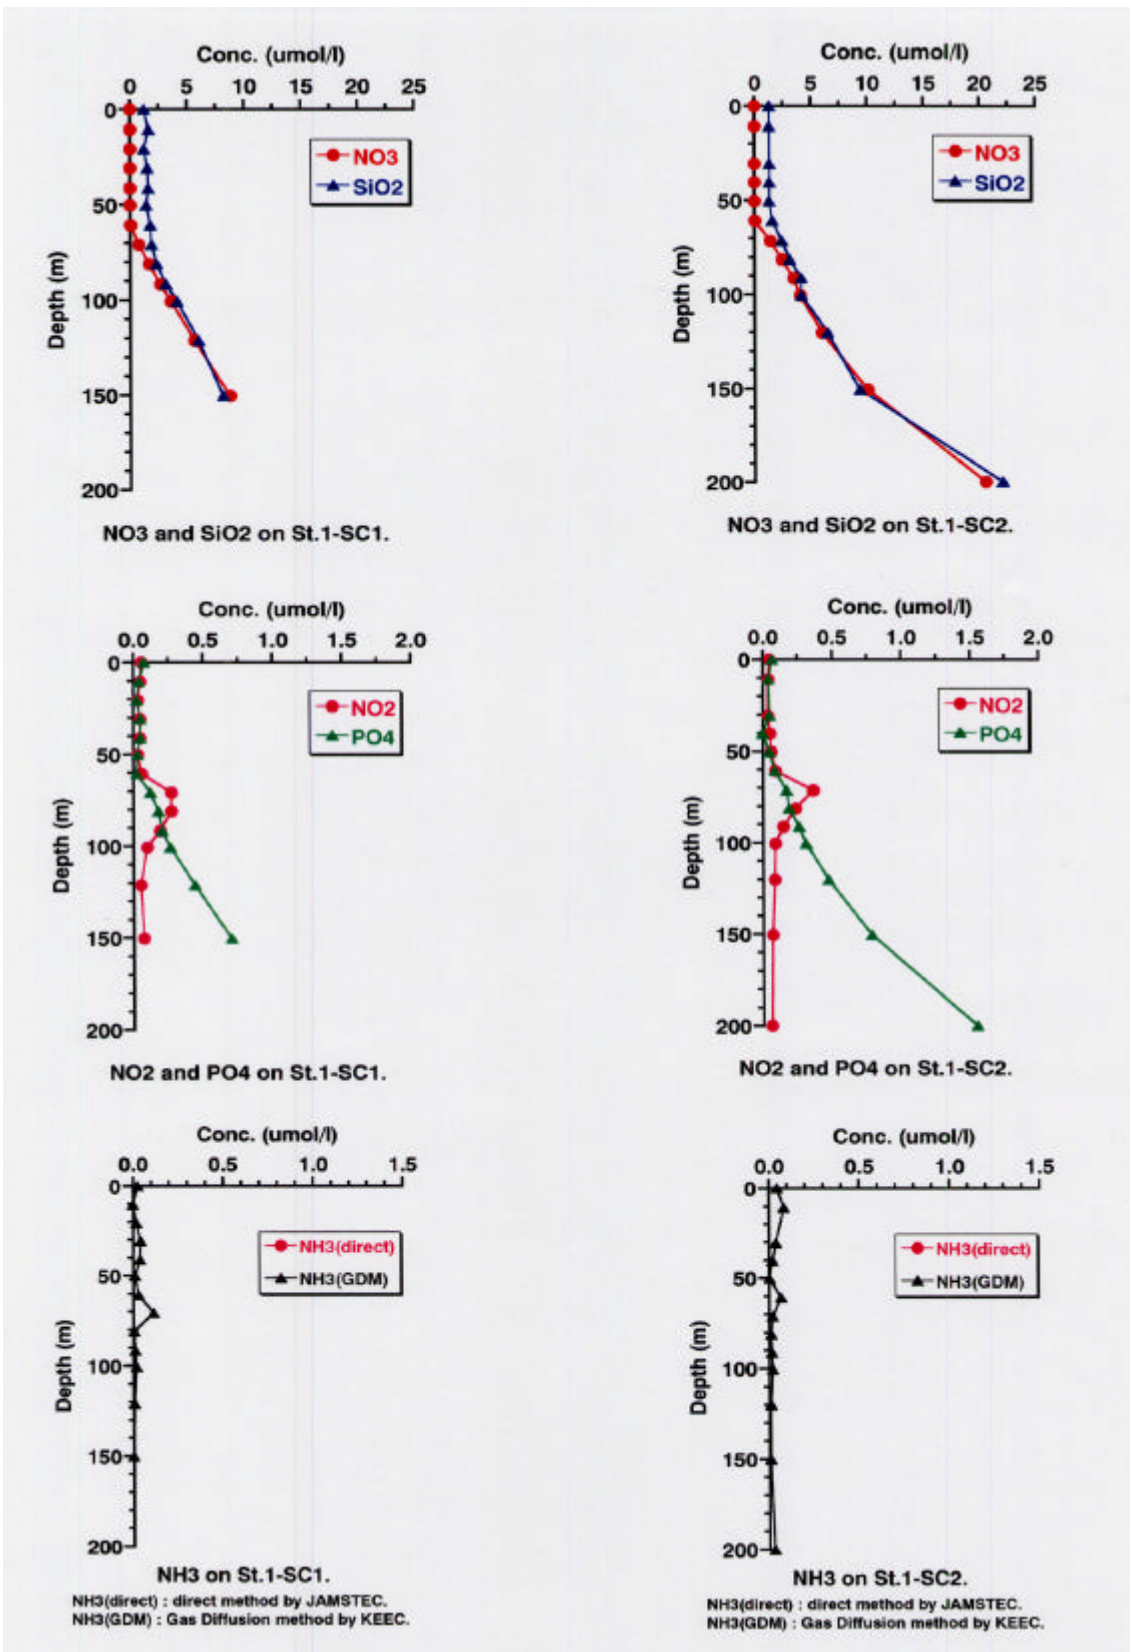 Conc. (umol/l)
0 5 10 15 20 25
0
50
100
150
200
Depth (m)
NO3
SiO2
NO3 and SiO2 on St.1-SC1.
Conc. (umol/l)
0 5 10 15 20 25
0
50
100
150
200
Depth (m)
NO3
SiO2
NO3 and SiO2 on St.1-SC2.
Conc. (umol/l)
0.0 0.5 1.0 1.5 2.0
0
50
100
150
200
Depth (m)
NO2
PO4
NO2 and PO4 on St.1-SC1.
Conc. (umol/l)
0.0 0.5 1.0 1.5 2.0
0
50
100
150
200
Depth (m)
NO2
PO4
NO2 and PO4 on St.1-SC2.
Conc. (umol/l)
0.0 0.5 1.0 1.5
0
50
100
150
200
Depth (m)
NH3(direct)
NH3(GDM)
NH3 on St.1-SC1.
NH3(direct) : direct method by JAMSTEC.
NH3(GDM) : Gas Diffusion method by KEEC.
Conc. (umol/l)
0.0 0.5 1.0 1.5
0
50
100
150
200
Depth (m)
NH3(direct)
NH3(GDM)
NH3 on St.1-SC2.
NH3(direct) : direct method by JAMSTEC.
NH3(GDM) : Gas Diffusion method by KEEC.